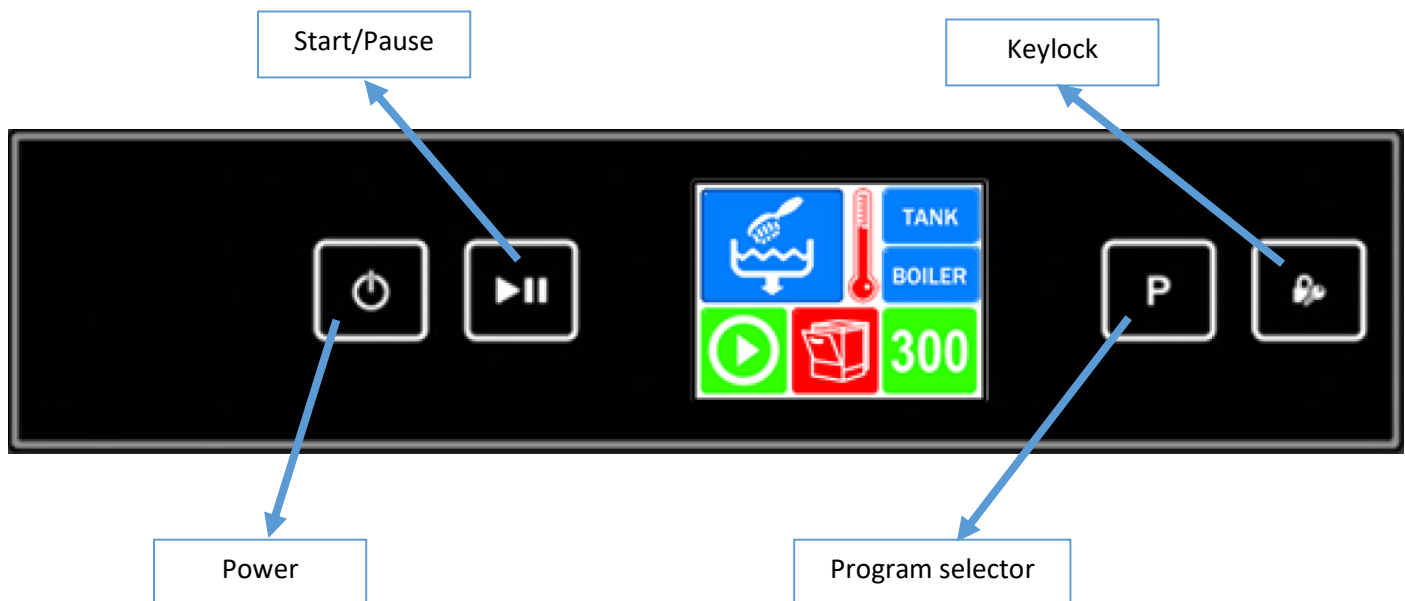 Start/Pause
Keylock
TANK
BOILER
P
300
Power
Program selector